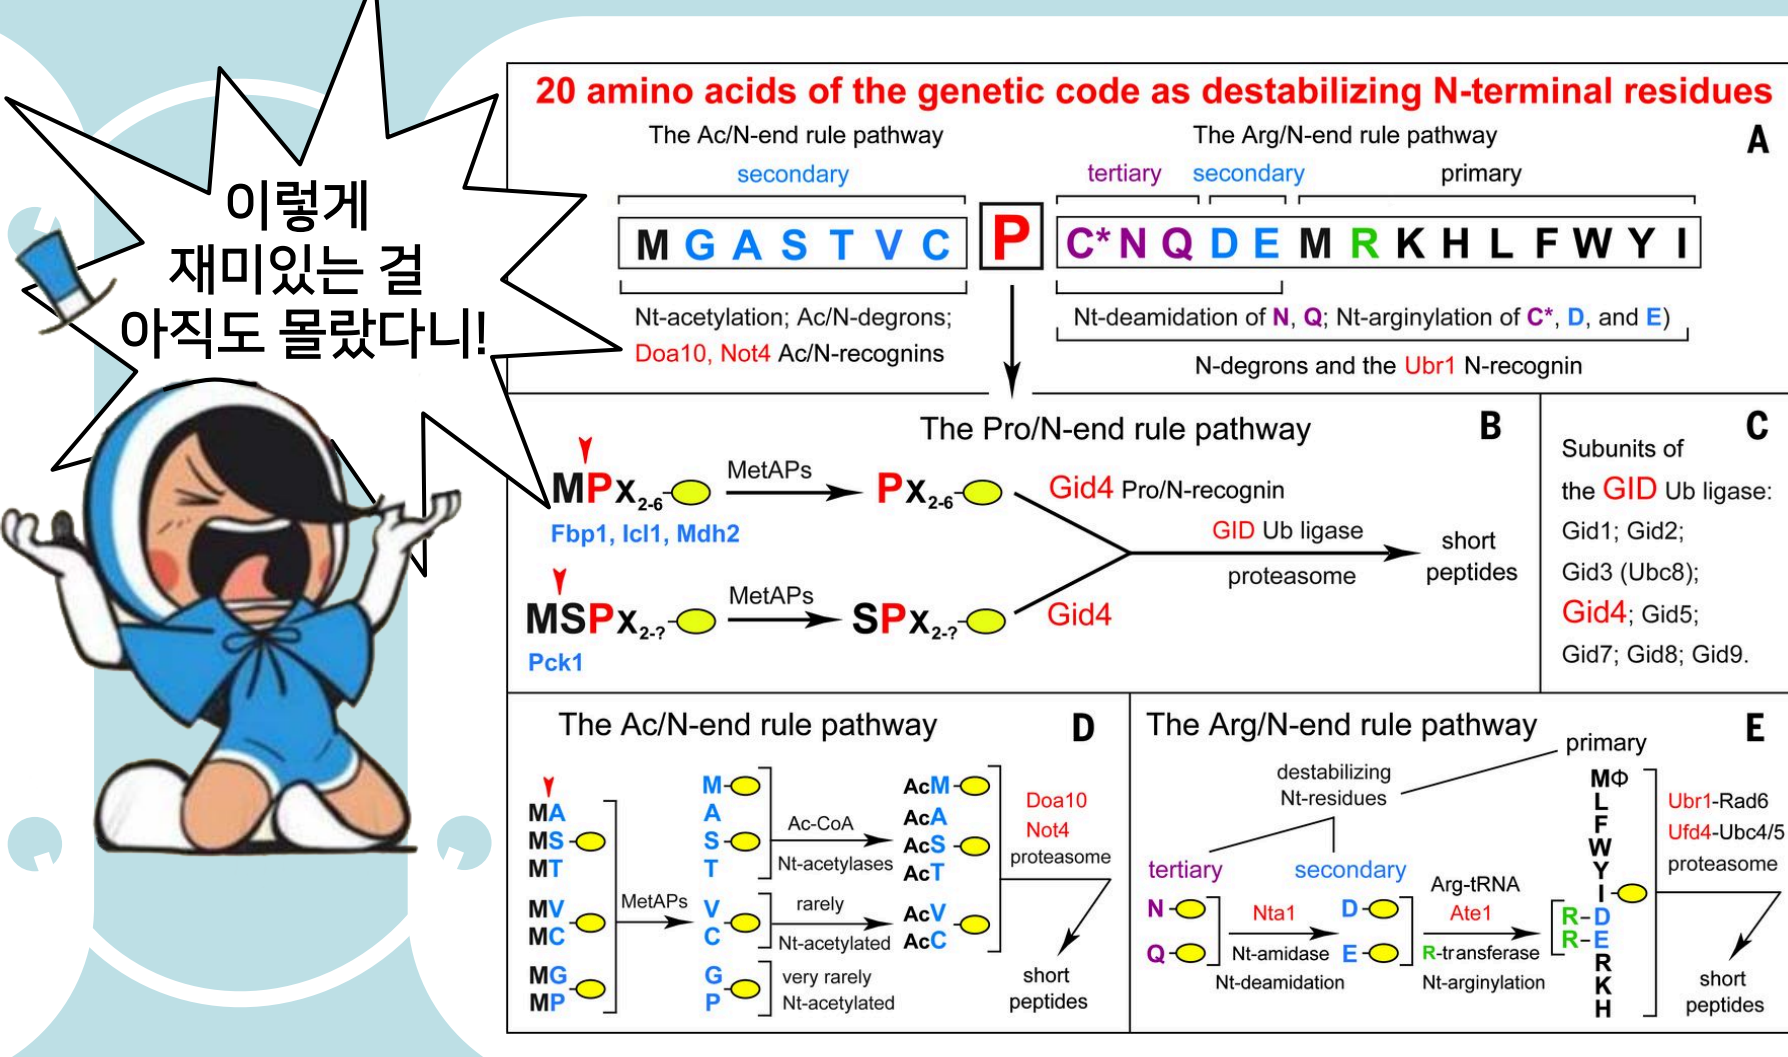 이렇게
재미있는 걸
아직도 몰랐다니!
20 amino acids of the genetic code as destabilizing N-terminal residues
A
The Ac/N-end rule pathway
The Arg/N-end rule pathway
secondary
tertiary secondary primary
M G A S T V C
P
C* N Q D E M R K H L F W Y I
Nt-acetylation; Ac/N-degrons;
Doa10, Not4 Ac/N-recognins
Nt-deamidation of N, Q; Nt-arginylation of C*, D, and E)
N-degrons and the Ubr1 N-recognin
The Pro/N-end rule pathway
B
MPx2-6
MetAPs
Px2-6
Gid4 Pro/N-recognin
Fbp1, Icl1, Mdh2
GID Ub ligase
proteasome
short
peptides
MSPx2-?
MetAPs
SPx2-?
Gid4
Pck1
C
Subunits of
the GID Ub ligase:
Gid1; Gid2;
Gid3 (Ubc8);
Gid4; Gid5;
Gid7; Gid8; Gid9.
The Ac/N-end rule pathway
D
MA
MS
MT
MV
MC
MG
MP
MetAPs
M
A
S
T
V
C
G
P
Ac-CoA
Nt-acetylases
rarely
Nt-acetylated
very rarely
Nt-acetylated
AcM
AcA
AcS
AcT
AcV
AcC
Doa10
Not4
proteasome
short
peptides
The Arg/N-end rule pathway
E
primary
destabilizing
Nt-residues
tertiary
secondary
N
Q
Nta1
Nt-amidase
Nt-deamidation
D
E
Arg-tRNA
Ate1
R-transferase
Nt-arginylation
MΦ
L
F
W
Y
I
R-D
R-E
R
K
H
Ubr1-Rad6
Ufd4-Ubc4/5
proteasome
short
peptides